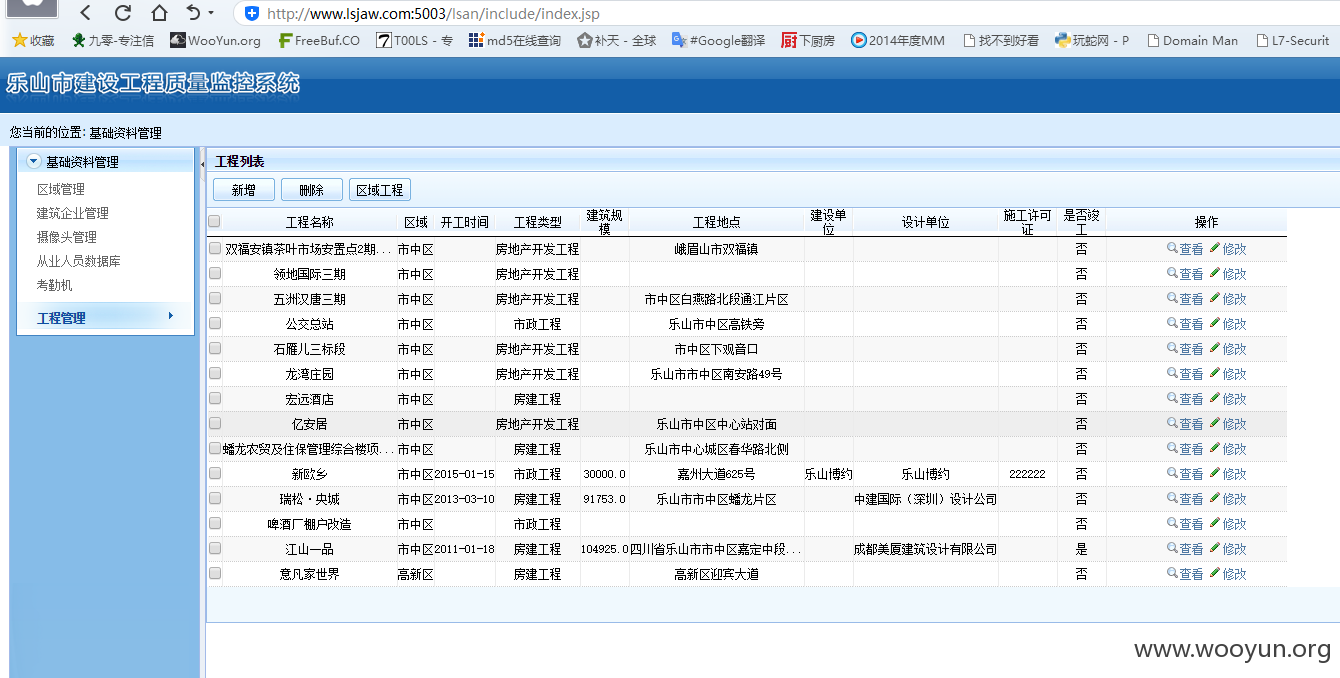 http://www.lsjaw.com:5003/lsan/include/index.jsp
收藏 九零-专注信 WooYun.org FreeBuf.CO T00LS - 专 md5在线查询 补天 - 全球 #Google翻译 下厨房 2014年度MM 找不到好看 玩蛇网 - P Domain Man L7-Securit
乐山市建设工程质量监控系统
您当前的位置: 基础资料管理
基础资料管理
区域管理
建筑企业管理
摄像头管理
从业人员数据库
考勤机
工程管理
工程列表
新增 删除 区域工程
工程名称 区域 开工时间 工程类型 建筑规模 工程地点 建设单位 设计单位 施工许可证 是否竣工 操作
双福安镇茶叶市场安置点2期... 市中区 房地产开发工程 峨眉山市双福镇 否 查看 修改
领地国际三期 市中区 房地产开发工程 否 查看 修改
五洲汉唐三期 市中区 房地产开发工程 市中区白燕路北段通江片区 否 查看 修改
公交总站 市中区 市政工程 乐山市中区高铁旁 否 查看 修改
石雁儿三标段 市中区 房地产开发工程 市中区下观音口 否 查看 修改
龙湾庄园 市中区 房地产开发工程 乐山市市中区南安路49号 否 查看 修改
宏远酒店 市中区 房建工程 否 查看 修改
亿安居 市中区 房地产开发工程 乐山市中区中心站对面 否 查看 修改
蟠龙农贸及住保管理综合楼项... 市中区 房建工程 乐山市中心城区春华路北侧 否 查看 修改
新欧乡 市中区 2015-01-15 市政工程 30000.0 嘉州大道625号 乐山博约 乐山博约 222222 否 查看 修改
瑞松·央城 市中区 2013-03-10 房建工程 91753.0 乐山市市中区蟠龙片区 中建国际（深圳）设计公司 否 查看 修改
啤酒厂棚户改造 市中区 市政工程 否 查看 修改
江山一品 市中区 2011-01-18 房建工程 104925.0 四川省乐山市市中区嘉定中段... 成都美厦建筑设计有限公司 是 查看 修改
意凡家世界 高新区 房建工程 高新区迎宾大道 否 查看 修改
www.wooyun.org